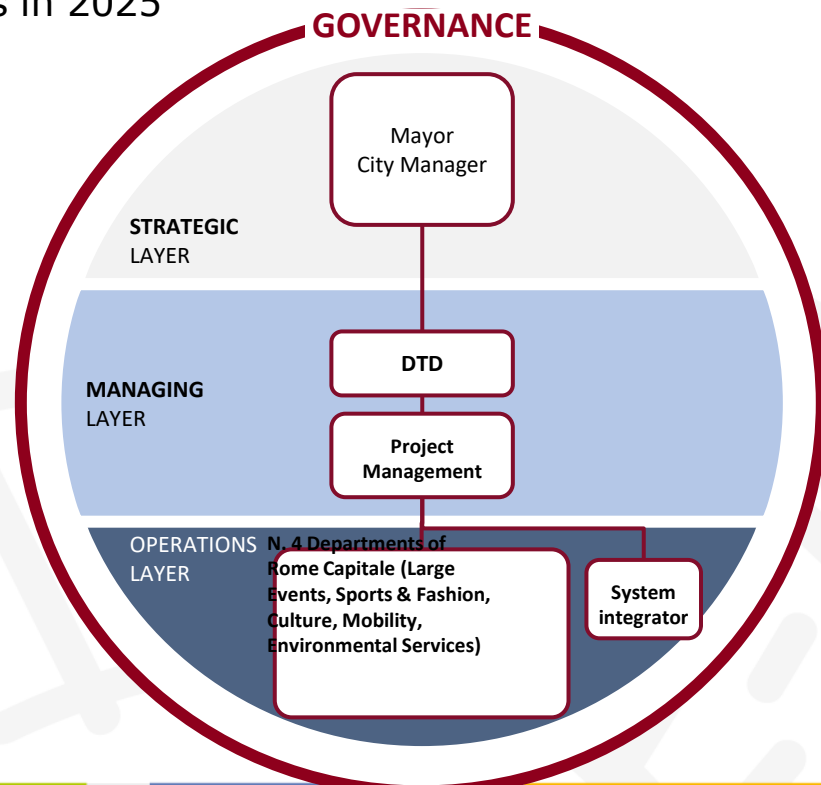 s in 2025
GOVERNANCE
Mayor
City Manager
STRATEGIC
LAYER
DTD
MANAGING
LAYER
Project
Management
OPERATIONS
LAYER
N. 4 Departments of
Rome Capitale (Large
Events, Sports & Fashion,
Culture, Mobility,
Environmental Services)
System
integrator